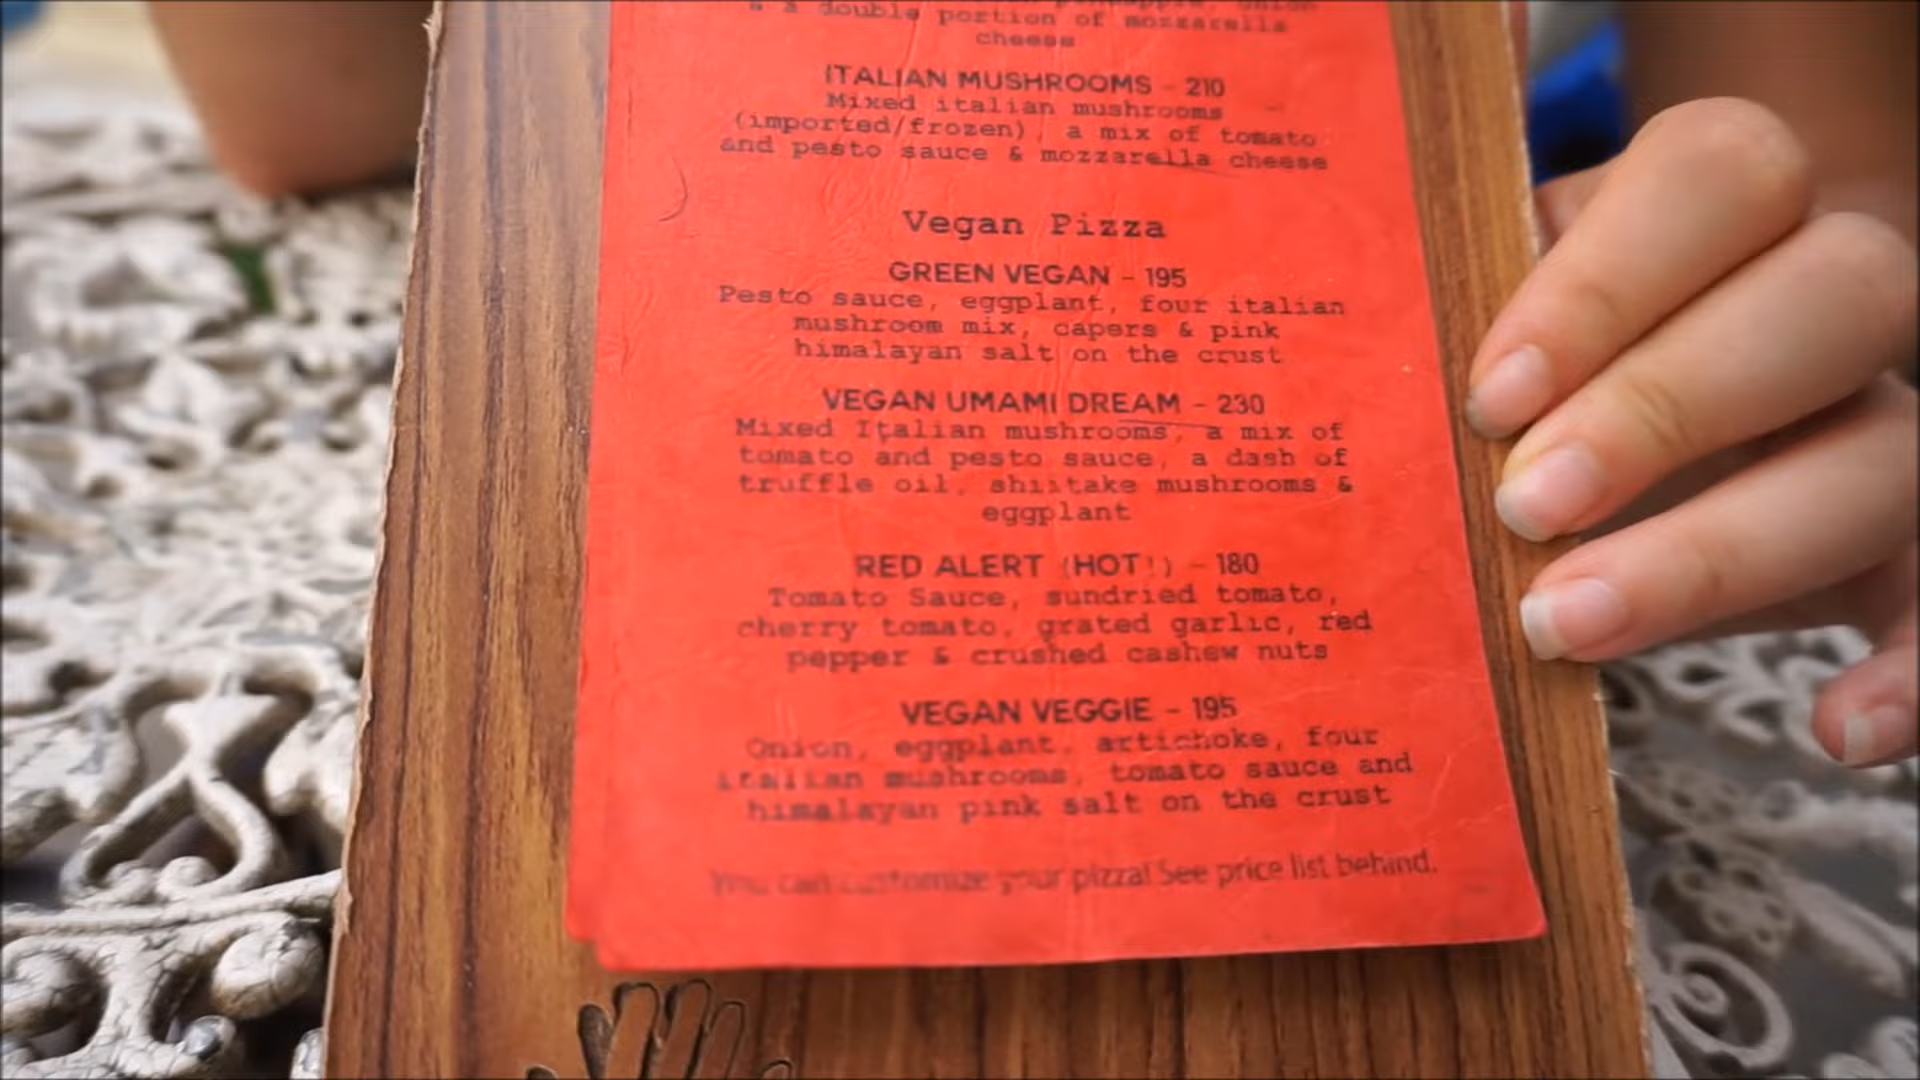 & a double portion of mozzarella
cheese
ITALIAN MUSHROOMS - 210
Mixed italian mushrooms
(imported/frozen), a mix of tomato
and pesto sauce & mozzarella cheese
Vegan Pizza
GREEN VEGAN - 195
Pesto sauce, eggplant, four italian
mushroom mix, capers & pink
himalayan salt on the crust
VEGAN UMAMI DREAM - 230
Mixed Italian mushrooms, a mix of
tomato and pesto sauce, a dash of
truffle oil, shiitake mushrooms &
eggplant
RED ALERT (HOT!) - 180
Tomato Sauce, sundried tomato,
cherry tomato, grated garlic, red
pepper & crushed cashew nuts
VEGAN VEGGIE - 195
Onion, eggplant, artichoke, four
italian mushrooms, tomato sauce and
himalayan pink salt on the crust
You can customize your pizza! See price list behind.